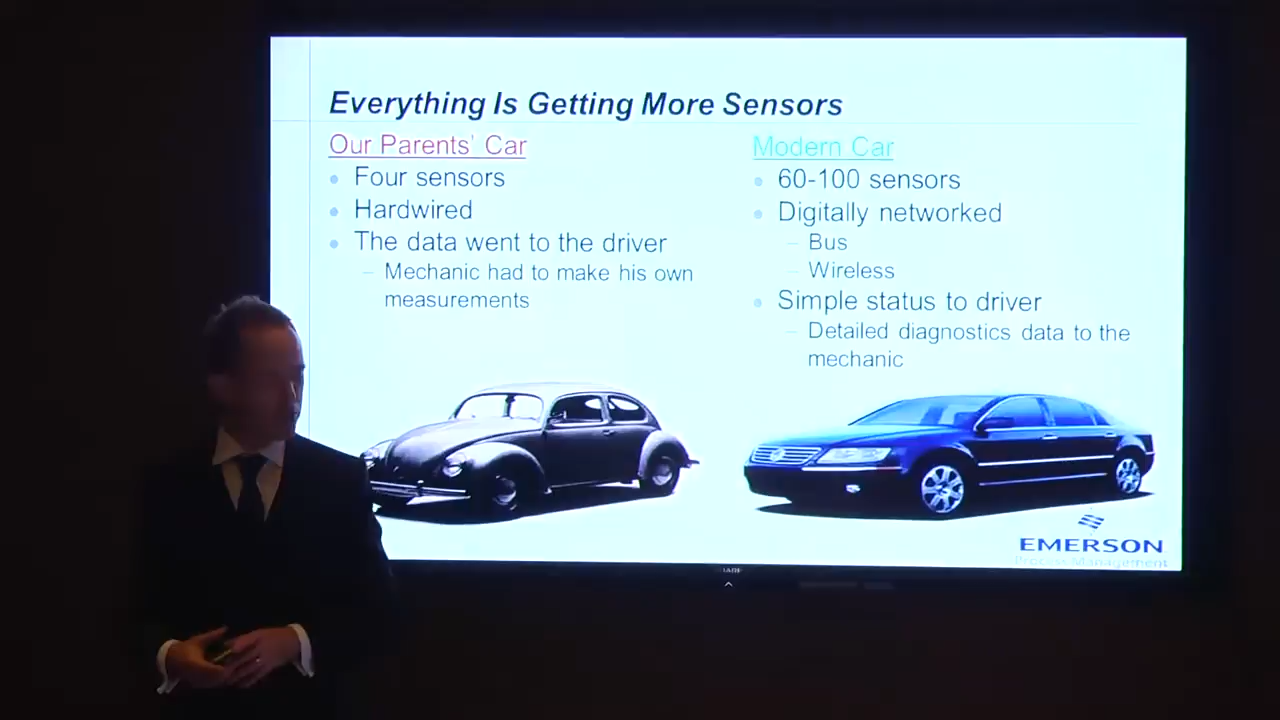 Everything Is Getting More Sensors
Our Parents' Car
Four sensors
Hardwired
The data went to the driver
Mechanic had to make his own
measurements
Modern Car
60-100 sensors
Digitally networked
Bus
Wireless
Simple status to driver
Detailed diagnostics data to the
mechanic
EMERSON
Process Management